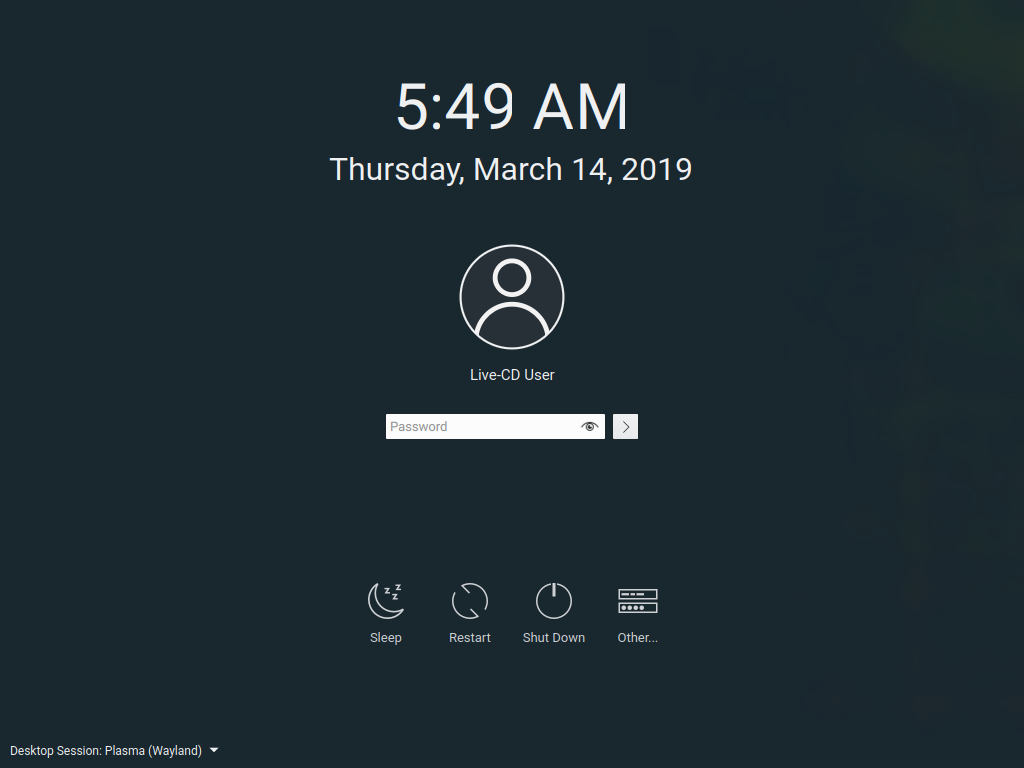 5:49 AM
Thursday, March 14, 2019
Live-CD User
Password
Sleep Restart Shut Down Other...
Desktop Session: Plasma (Wayland)